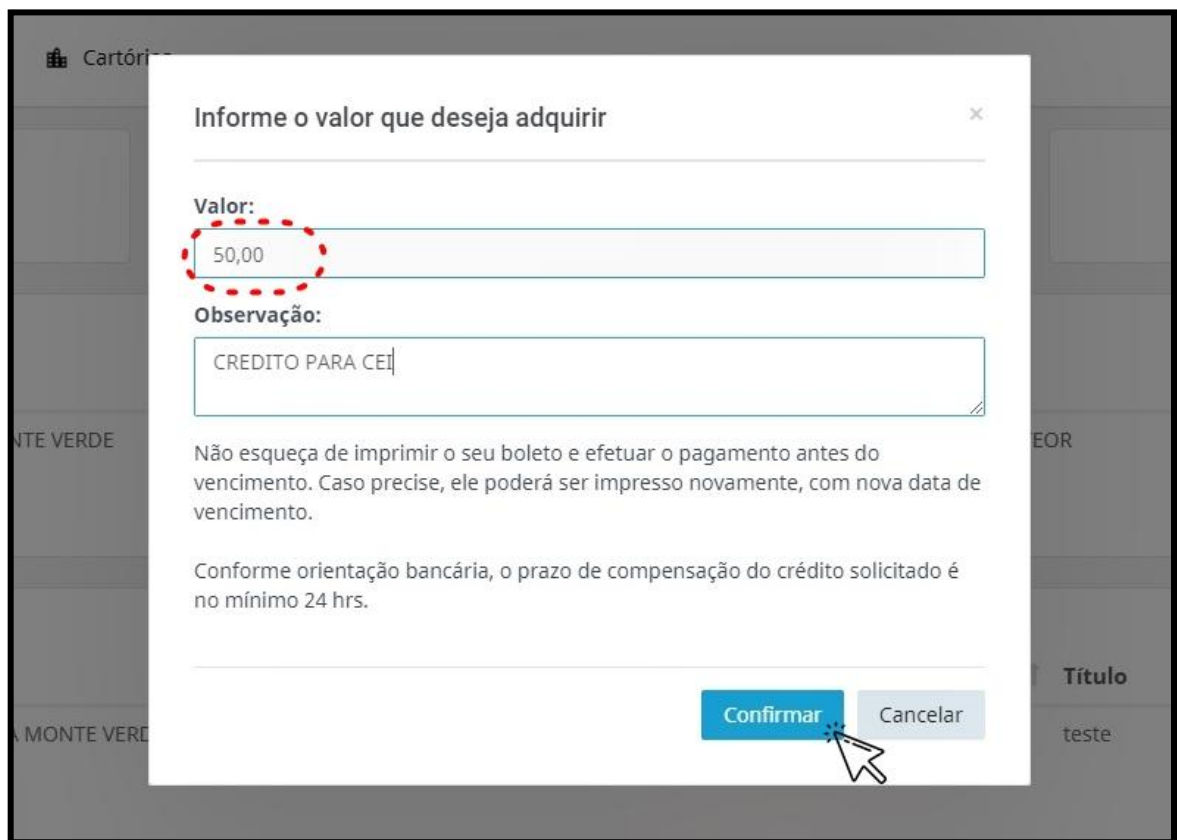 Cartóri
Informe o valor que deseja adquirir
×
Valor:
50,00
Observação:
CREDITO PARA CEI
NTE VERDE
EOR
Não esqueça de imprimir o seu boleto e efetuar o pagamento antes do
vencimento. Caso precise, ele poderá ser impresso novamente, com nova data de
vencimento.
Conforme orientação bancária, o prazo de compensação do crédito solicitado é
no mínimo 24 hrs.
Título
Confirmar Cancelar
MONTE VERD
teste